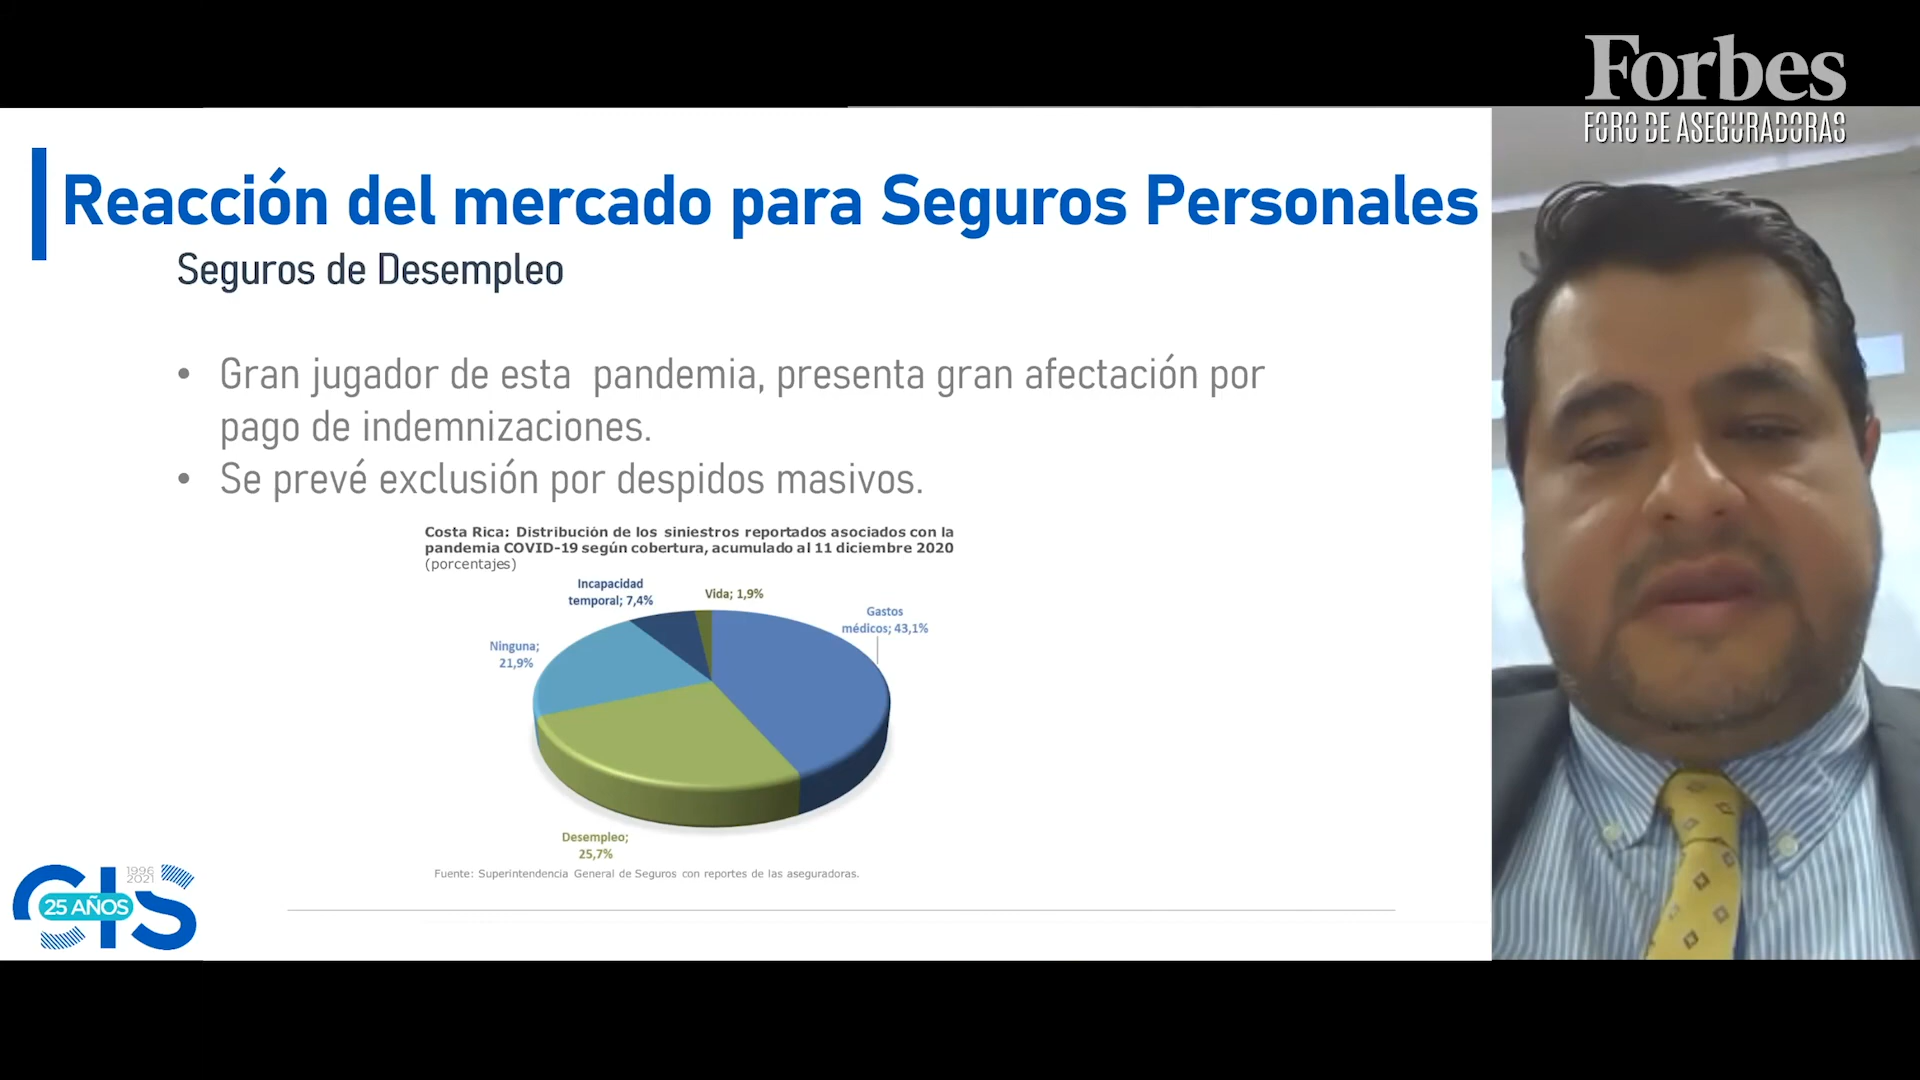 Forbes
FORO DE ASEGURADORAS
Reacción del mercado para Seguros Personales
Seguros de Desempleo
• Gran jugador de esta pandemia, presenta gran afectación por
pago de indemnizaciones.
• Se prevé exclusión por despidos masivos.
Costa Rica: Distribución de los siniestros reportados asociados con la
pandemia COVID-19 según cobertura, acumulado al 11 diciembre 2020
(porcentajes)
Incapacidad
temporal; 7,4%
Vida; 1,9%
Gastos
médicos; 43,1%
Ninguna;
21,9%
Desempleo;
25,7%
Fuente: Superintendencia General de Seguros con reportes de las aseguradoras.
CIS
1996
2021
25 AÑOS